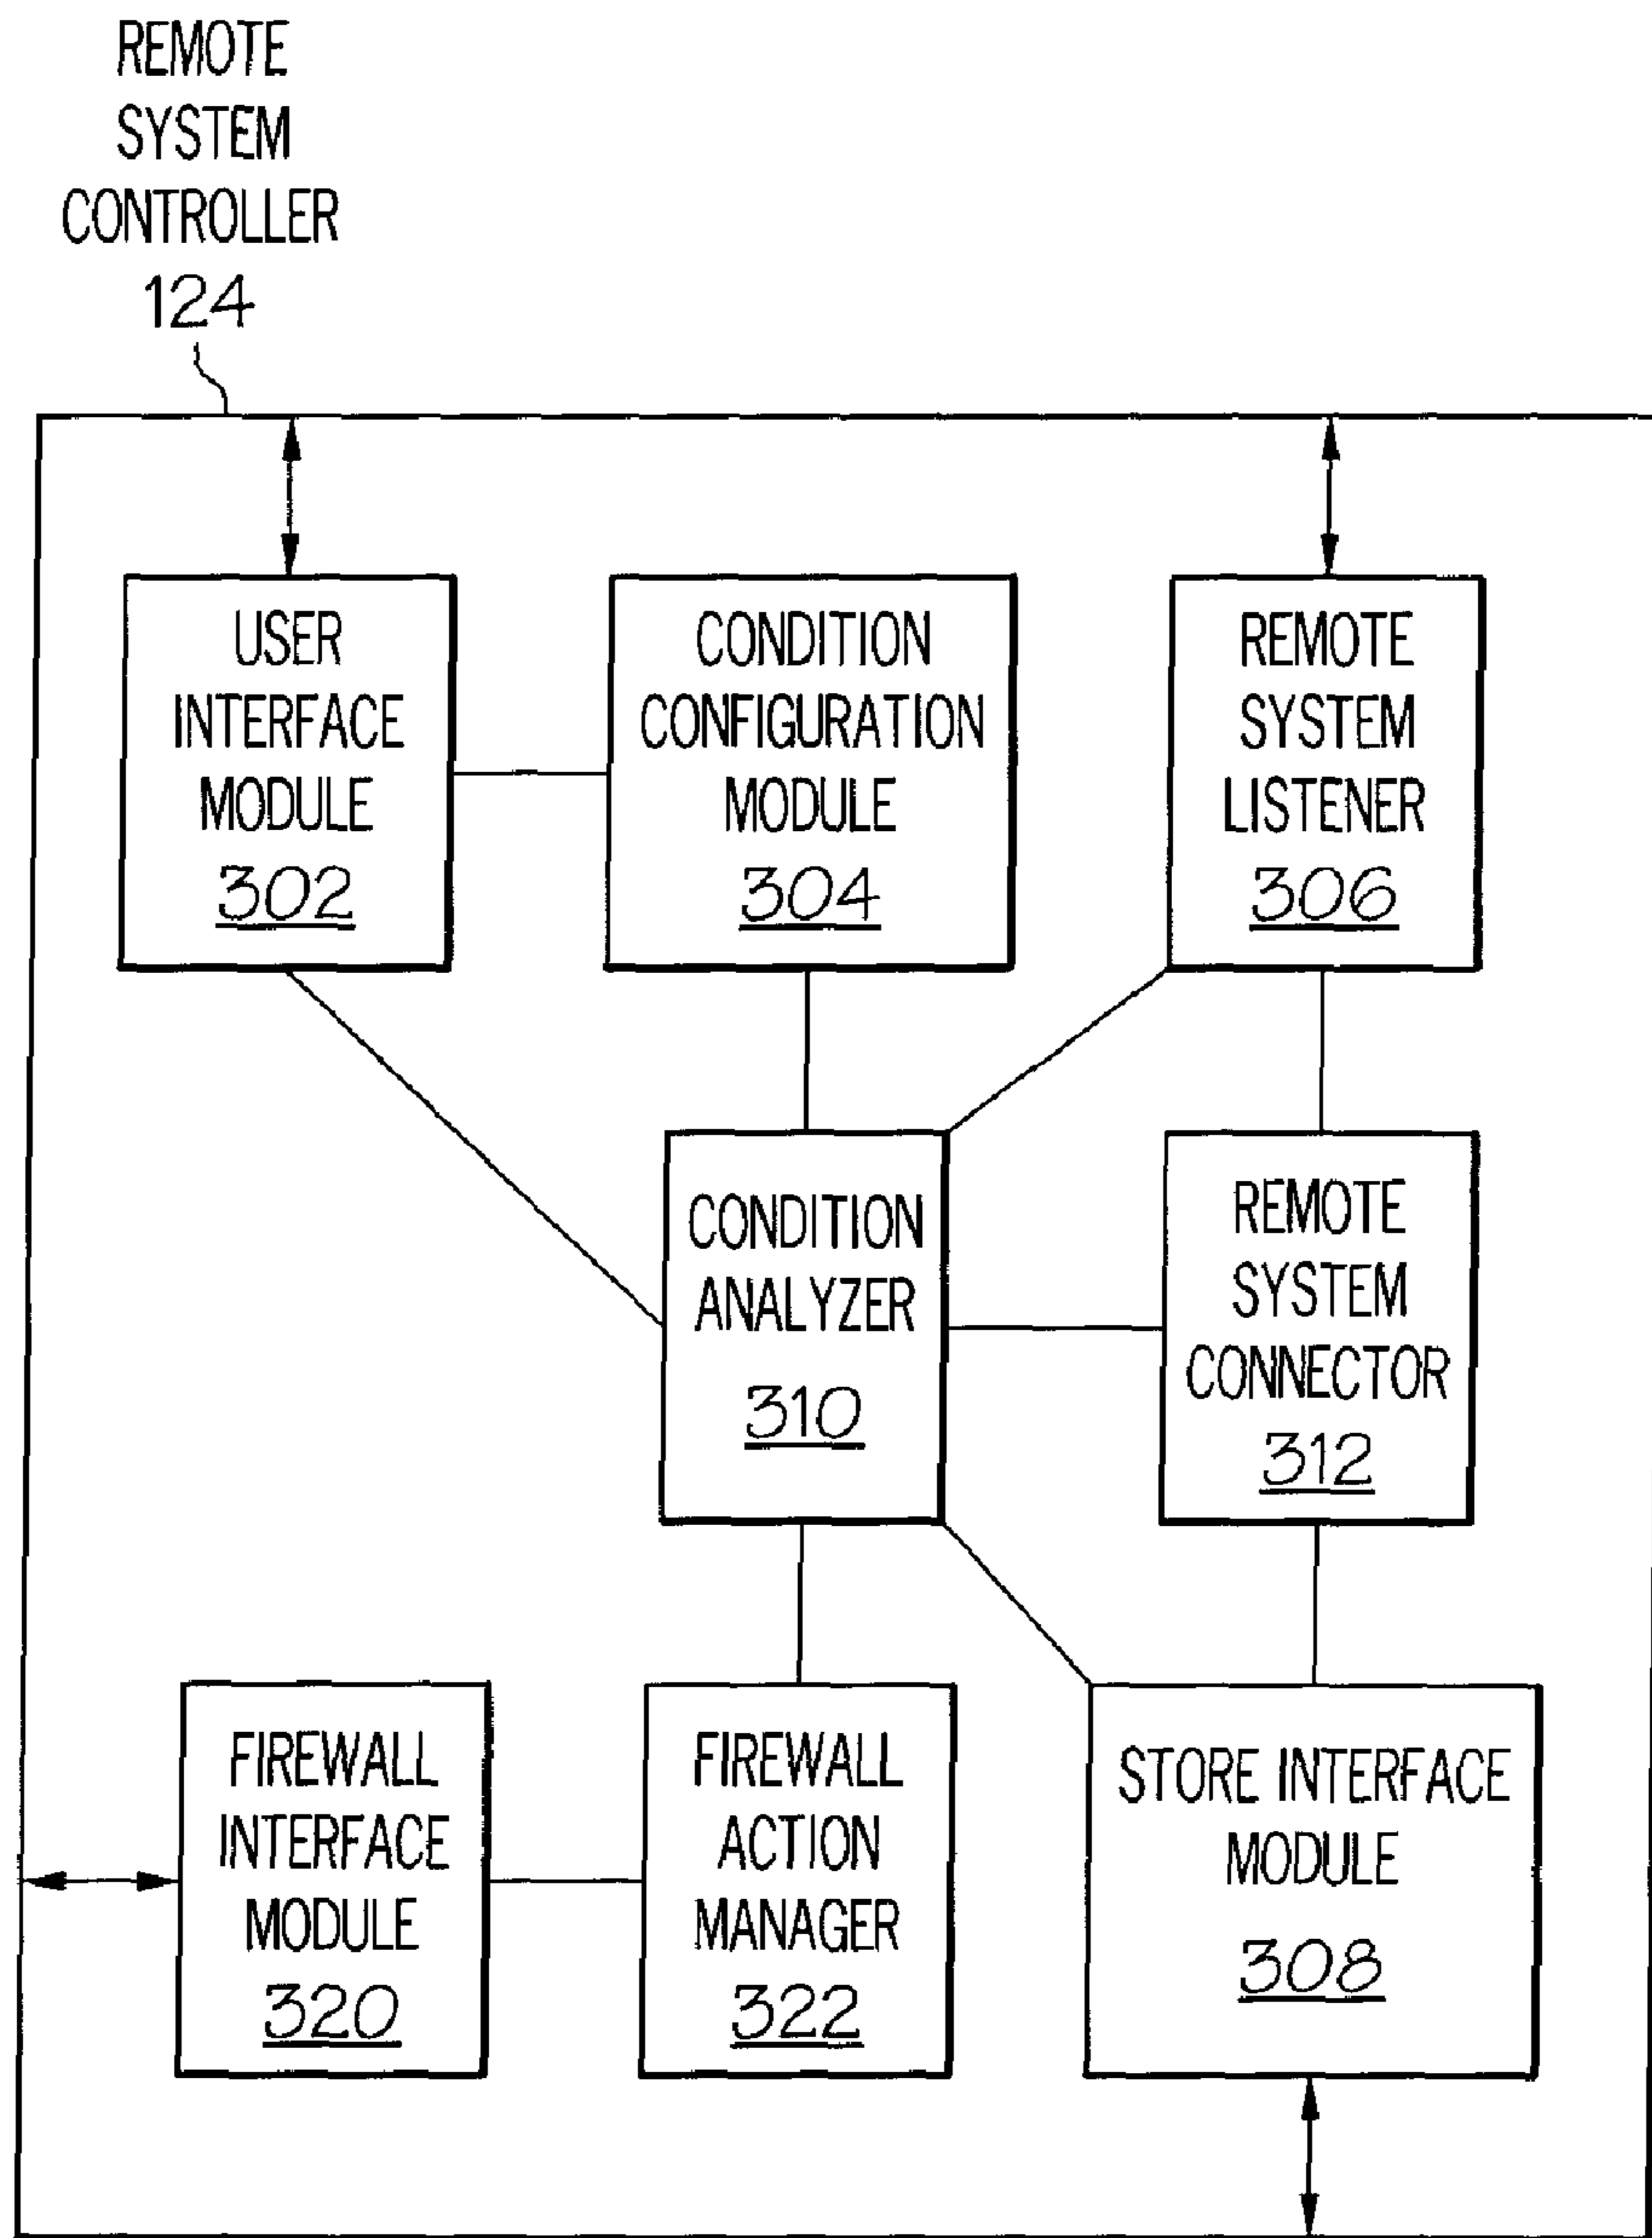 REMOTE
SYSTEM
CONTROLLER
124
USER
INTERFACE
MODULE
302
CONDITION
CONFIGURATION
MODULE
304
REMOTE
SYSTEM
LISTENER
306
CONDITION
ANALYZER
310
REMOTE
SYSTEM
CONNECTOR
312
FIREWALL
INTERFACE
MODULE
320
FIREWALL
ACTION
MANAGER
322
STORE INTERFACE
MODULE
308